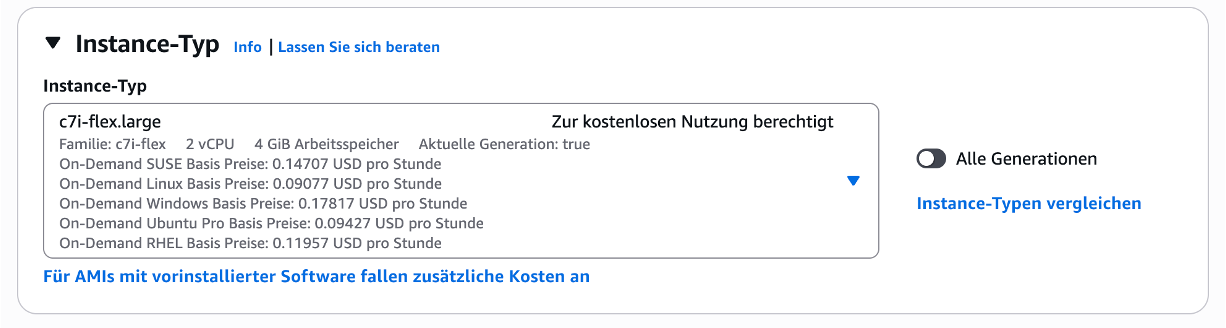 Instance-Typ Info | Lassen Sie sich beraten
Instance-Typ
c7i-flex.large Zur kostenlosen Nutzung berechtigt
Familie: c7i-flex 2 vCPU 4 GiB Arbeitsspeicher Aktuelle Generation: true
On-Demand SUSE Basis Preise: 0.14707 USD pro Stunde
On-Demand Linux Basis Preise: 0.09077 USD pro Stunde
On-Demand Windows Basis Preise: 0.17817 USD pro Stunde
On-Demand Ubuntu Pro Basis Preise: 0.09427 USD pro Stunde
On-Demand RHEL Basis Preise: 0.11957 USD pro Stunde
Alle Generationen
Instance-Typen vergleichen
Für AMIs mit vorinstallierter Software fallen zusätzliche Kosten an